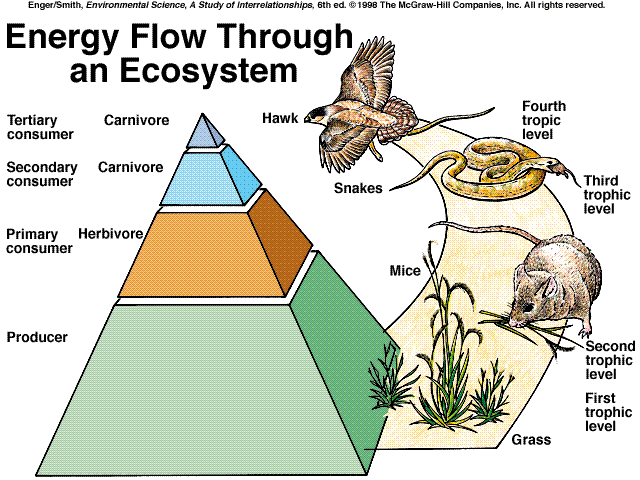 Enger/Smith, Environmental Science, A Study of Interrelationships, 6th ed. © 1998 The McGraw-Hill Companies, Inc. All rights reserved.
Energy Flow Through
an Ecosystem
Tertiary
consumer
Carnivore
Hawk
Fourth
tropic
level
Secondary
consumer
Carnivore
Snakes
Third
trophic
level
Primary
consumer
Herbivore
Mice
Producer
Second
trophic
level
First
trophic
level
Grass